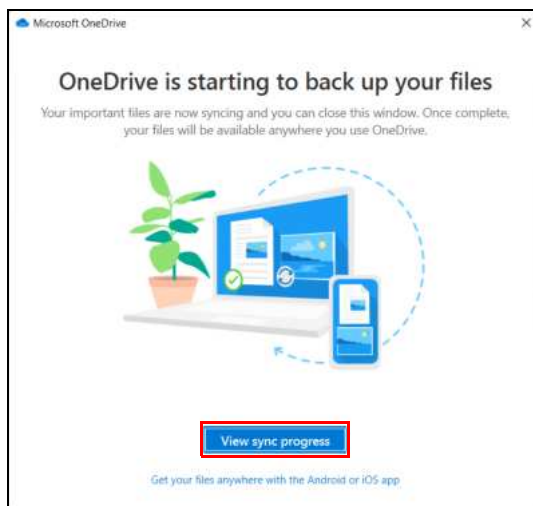 Microsoft OneDrive
OneDrive is starting to back up your files
Your important files are now syncing and you can close this window. Once complete,
your files will be available anywhere you use OneDrive.
View sync progress
Get your files anywhere with the Android or iOS app